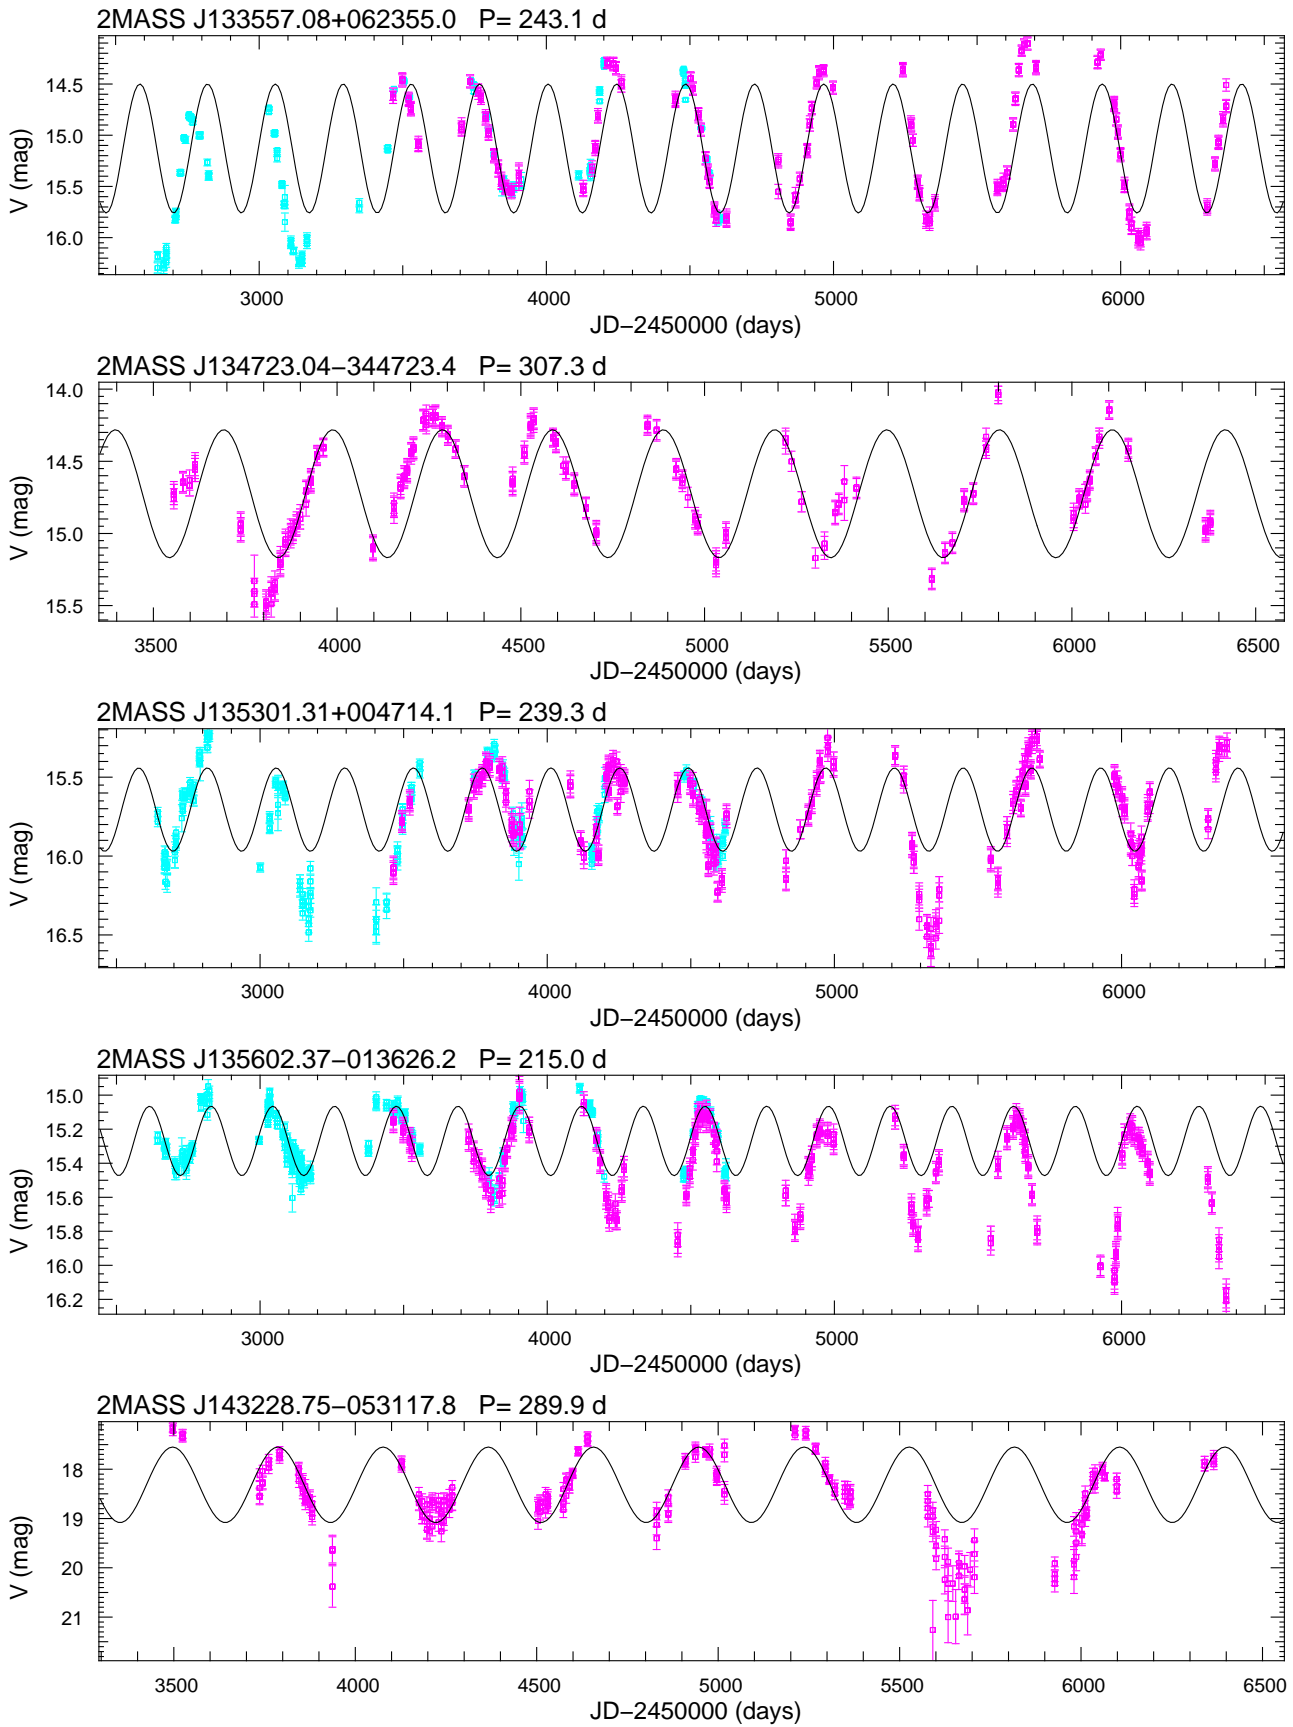 2MASS J133557.08+062355.0 P= 243.1 d
14.5
15.0
15.5
16.0
V (mag)
3000 4000 5000 6000
JD−2450000 (days)
2MASS J134723.04−344723.4 P= 307.3 d
14.0
14.5
15.0
15.5
V (mag)
3500 4000 4500 5000 5500 6000 6500
JD−2450000 (days)
2MASS J135301.31+004714.1 P= 239.3 d
15.5
16.0
16.5
V (mag)
3000 4000 5000 6000
JD−2450000 (days)
2MASS J135602.37−013626.2 P= 215.0 d
15.0
15.2
15.4
15.6
15.8
16.0
16.2
V (mag)
3000 4000 5000 6000
JD−2450000 (days)
2MASS J143228.75−053117.8 P= 289.9 d
18
19
20
21
V (mag)
3500 4000 4500 5000 5500 6000 6500
JD−2450000 (days)